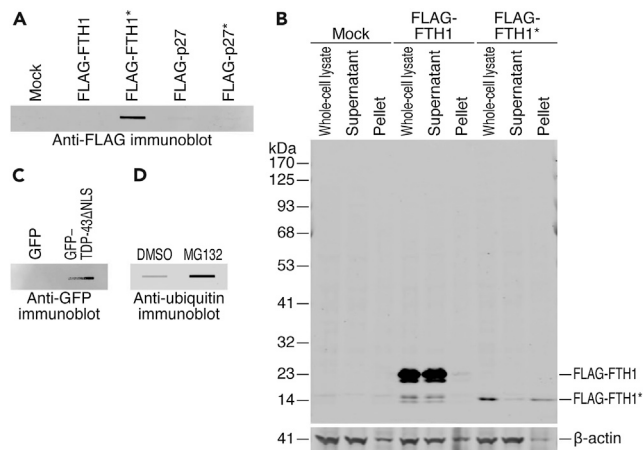 A
Mock
FLAG-FTH1
FLAG-FTH1*
FLAG-p27
FLAG-p27*
Anti-FLAG immunoblot
C
GFP
GFP–
TDP-43ΔNLS
Anti-GFP
immunoblot
D
DMSO MG132
Anti-ubiquitin
immunoblot
B
Mock
FLAG-
FTH1
FLAG-
FTH1*
Whole-cell lysate
Supernatant
Pellet
Whole-cell lysate
Supernatant
Pellet
Whole-cell lysate
Supernatant
Pellet
kDa
170
125
93
68
53
41
32
23
14
41
FLAG-FTH1
FLAG-FTH1*
β-actin